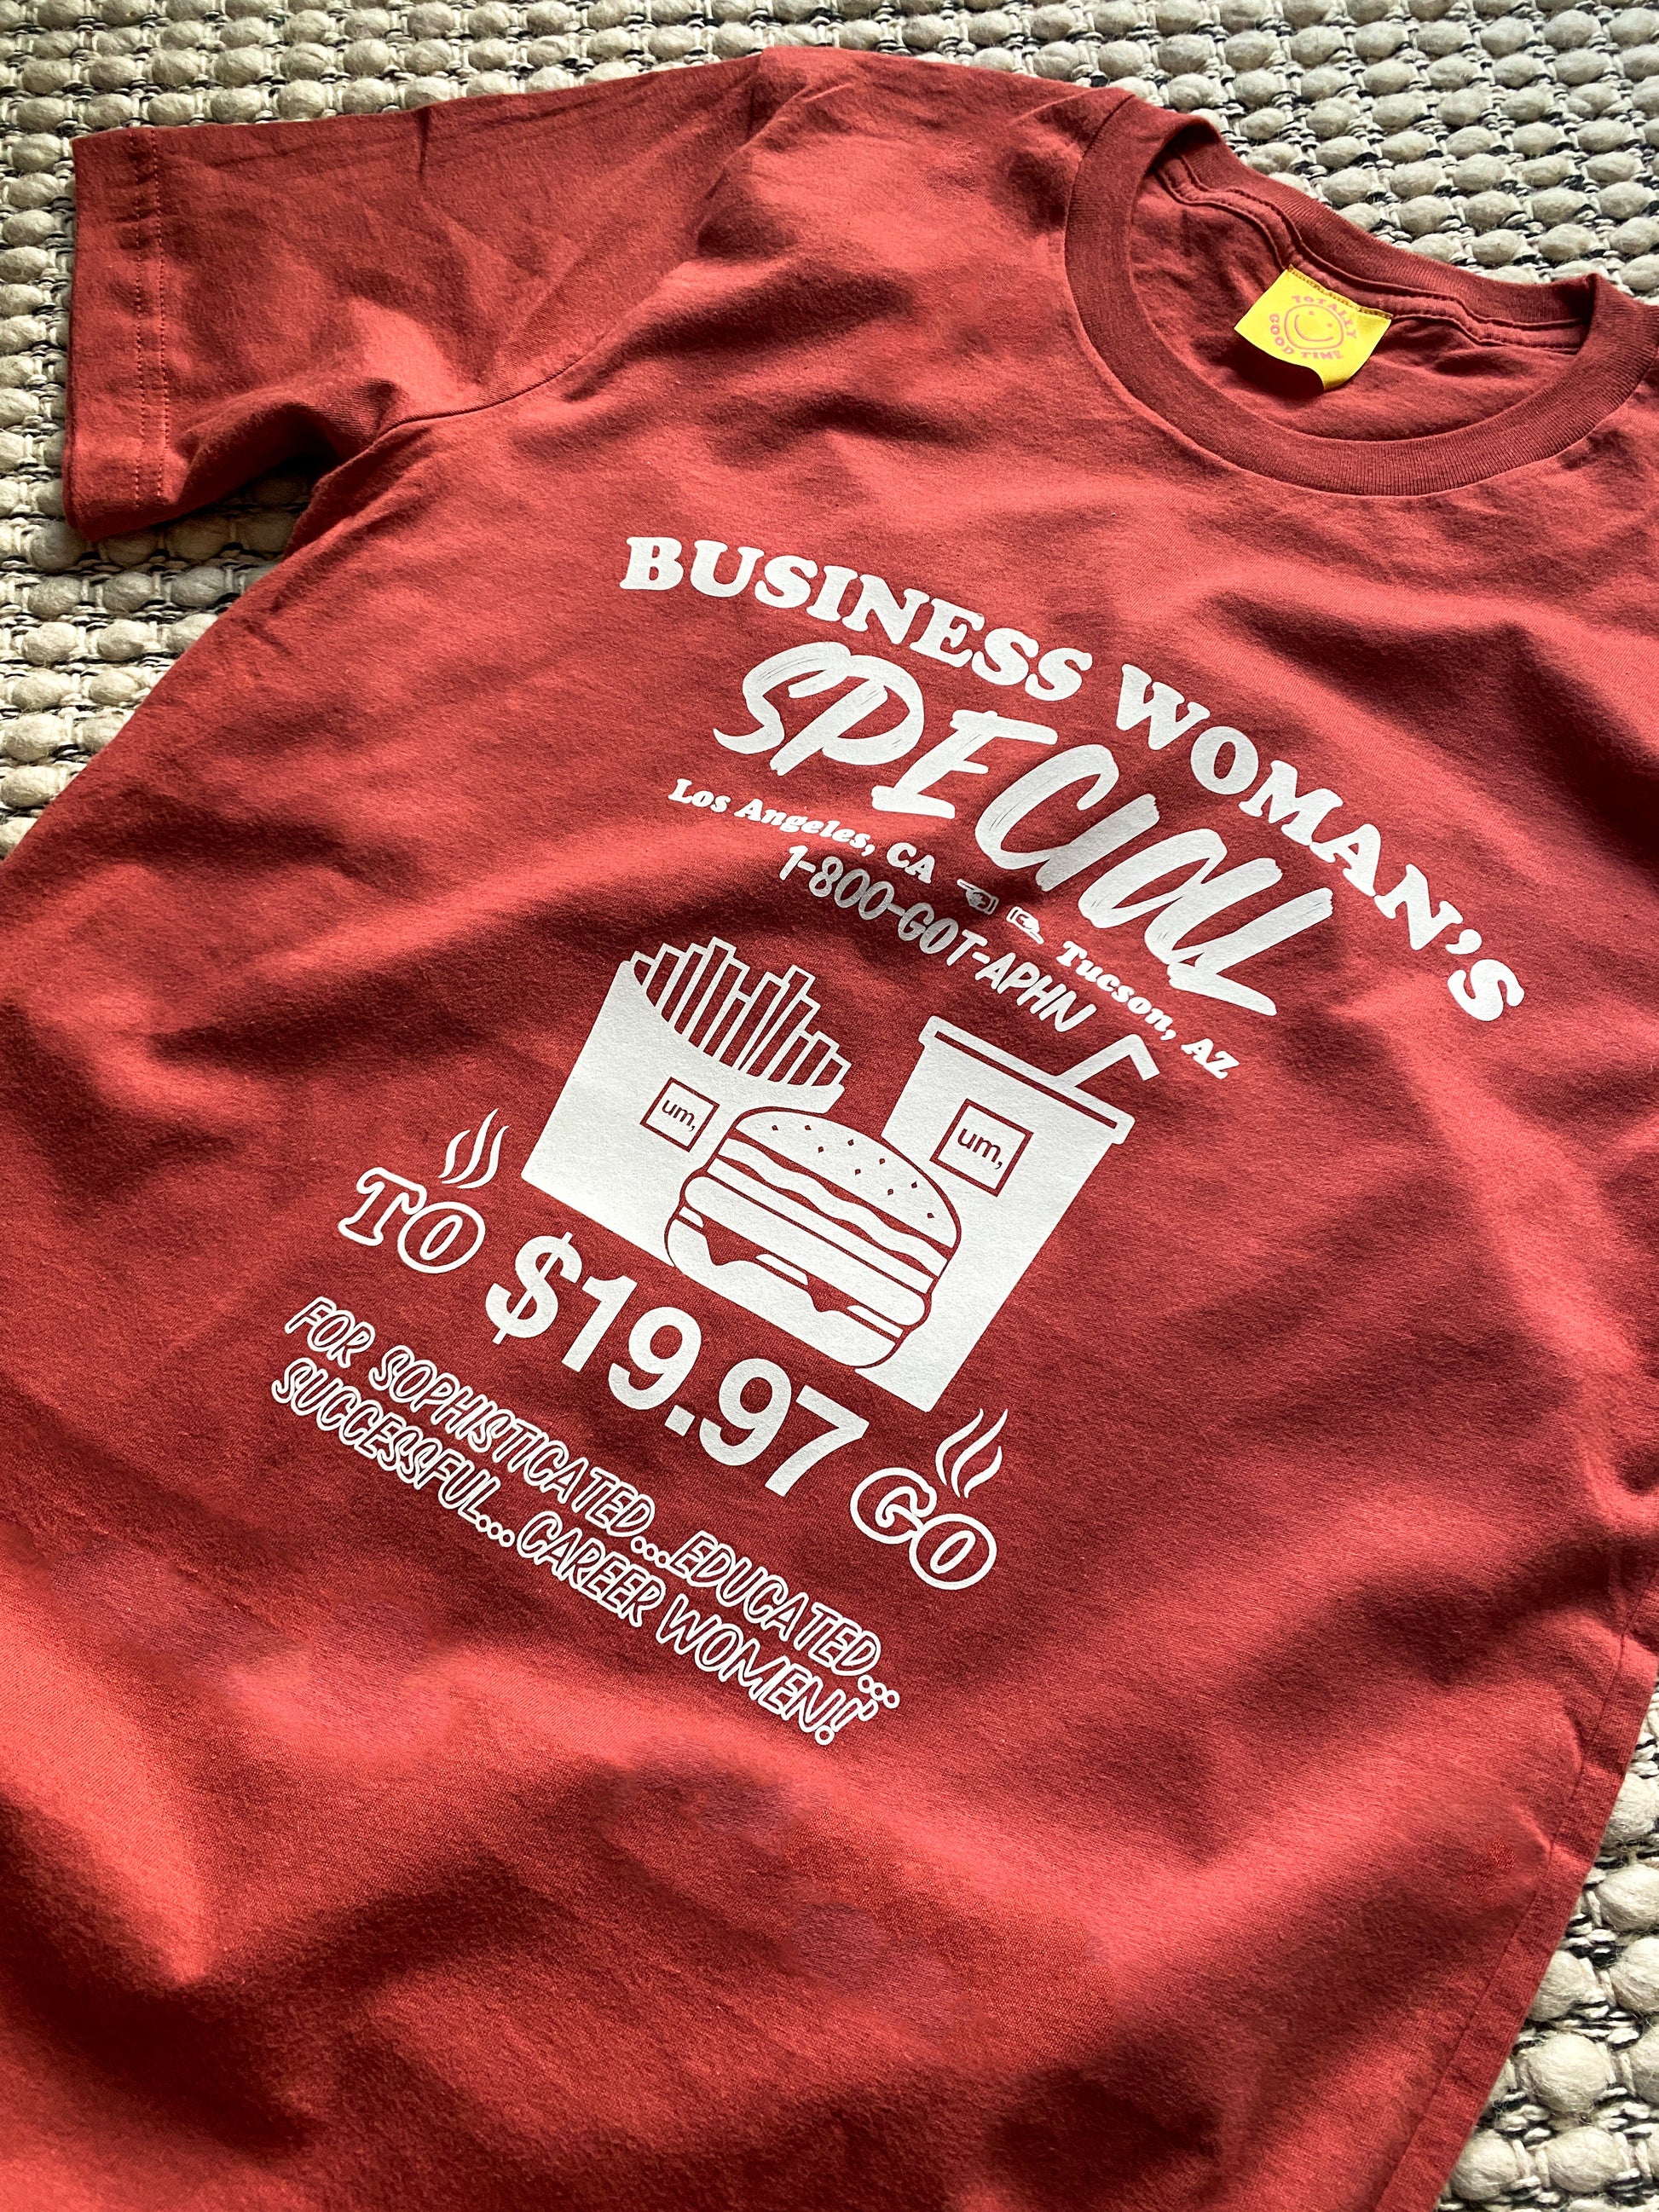 TOTALLY
GOOD TIME
BUSINESS WOMAN'S
SPECIAL
Los Angeles, CA Tucson, AZ
1-800-GOT-APHN
um,
um,
TO $19.97 GO
FOR SOPHISTICATED...EDUCATED...
SUCCESSFUL...CAREER WOMEN!!